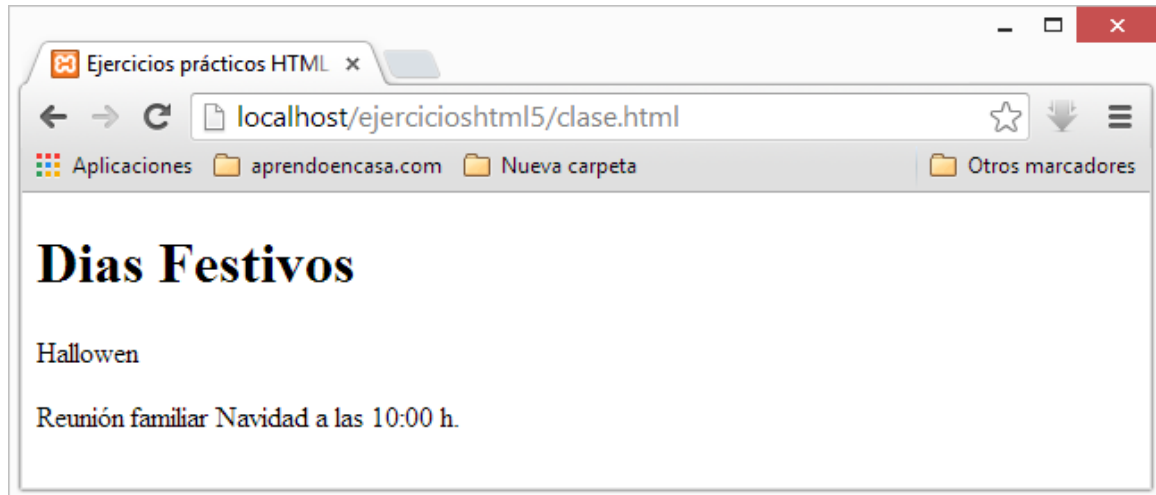 Ejercicios prácticos HTML
localhost/ejercicioshtml5/clase.html
Aplicaciones aprendoencasa.com Nueva carpeta Otros marcadores
Dias Festivos
Hallowen
Reunión familiar Navidad a las 10:00 h.